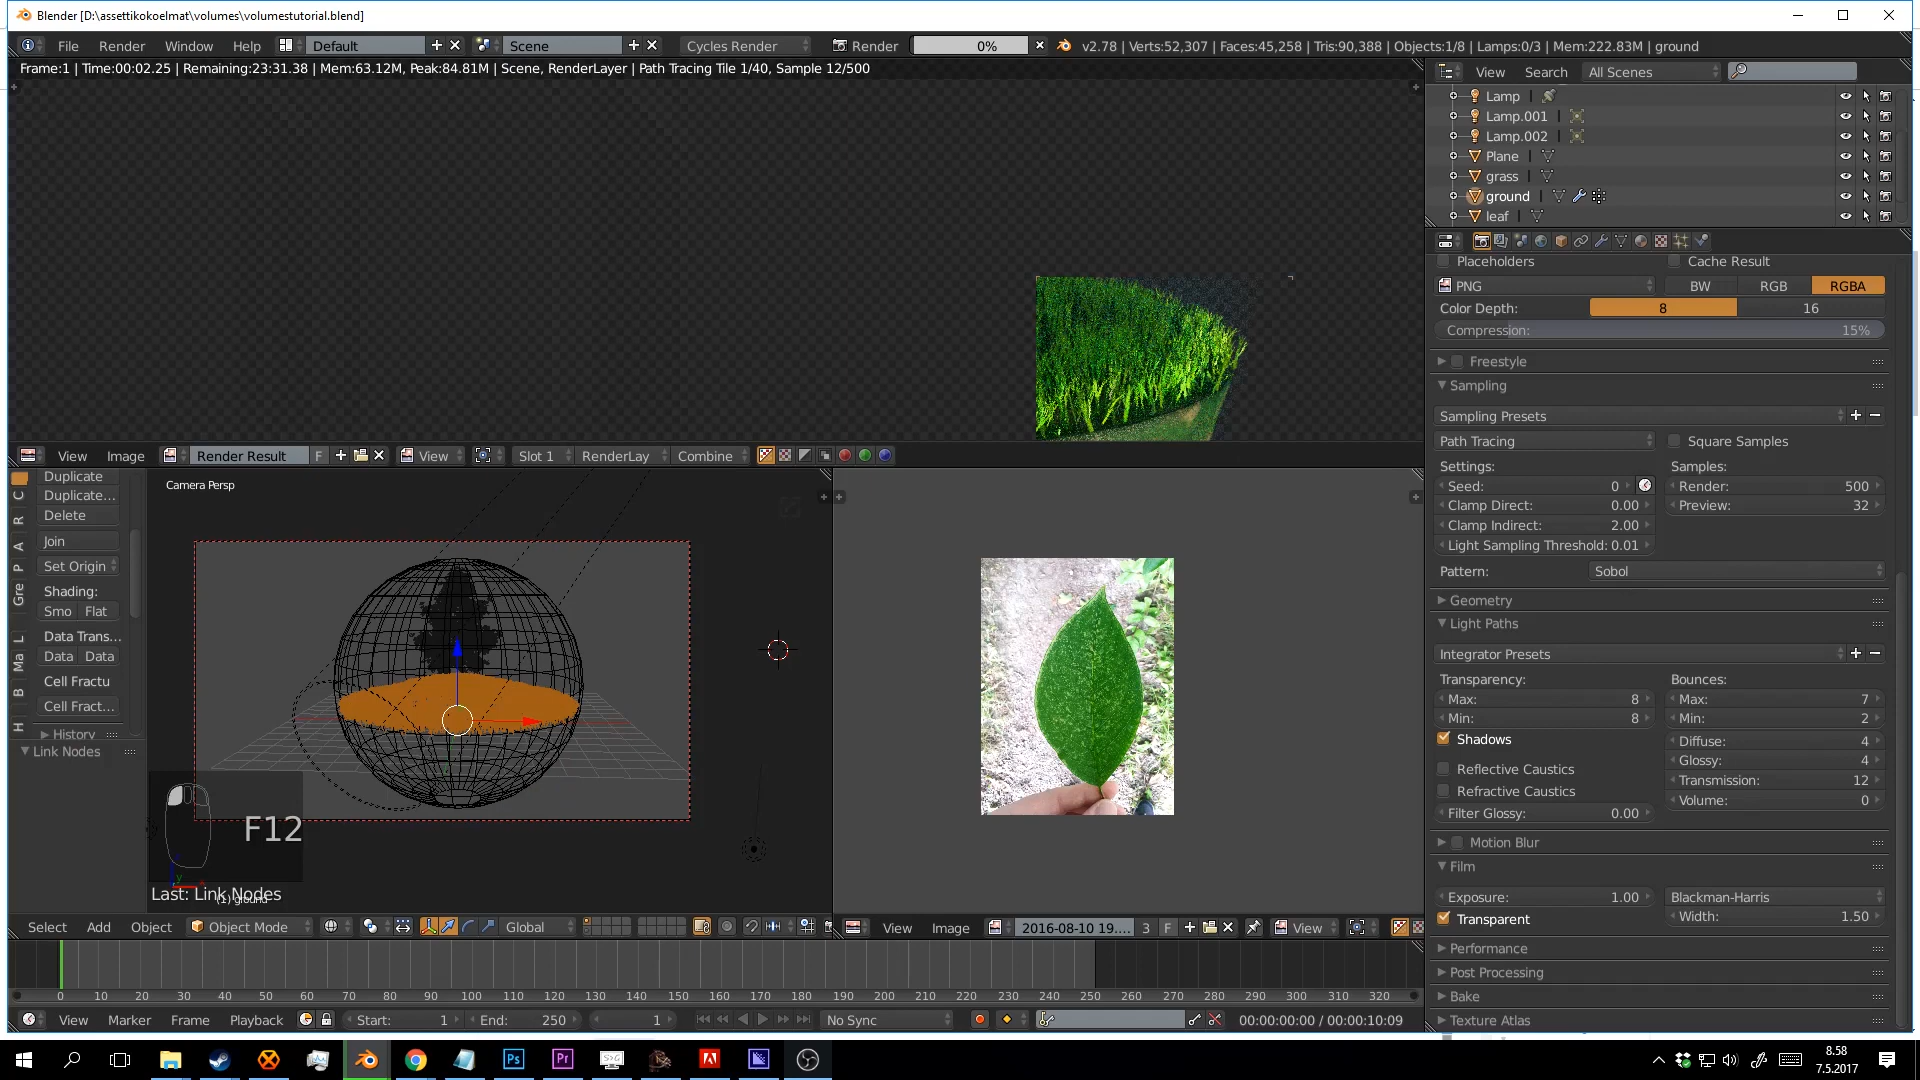 Blender [D:\assettikokoelmat\volumes\volumestutorial.blend]
File Render Window Help Default Scene Cycles Render Render 0% v2.78 | Verts:52,307 | Faces:45,258 | Tris:90,388 | Objects:1/8 | Lamps:0/3 | Mem:222.83M | ground
Frame:1 | Time:00:02.25 | Remaining:23:31.38 | Mem:63.12M, Peak:84.81M | Scene, RenderLayer | Path Tracing Tile 1/40, Sample 12/500
View Search All Scenes
Lamp
Lamp.001
Lamp.002
Plane
grass
ground
leaf
Placeholders Cache Result
PNG BW RGB RGBA
Color Depth: 8 16
Compression: 15%
Freestyle
Sampling
Sampling Presets
Path Tracing Square Samples
Settings: Samples:
Seed: 0 Render: 500
Clamp Direct: 0.00 Preview: 32
Clamp Indirect: 2.00
Light Sampling Threshold: 0.01
Pattern: Sobol
Geometry
Light Paths
Integrator Presets
Transparency: Bounces:
Max: 8 Max: 7
Min: 8 Min: 2
Shadows Diffuse: 4
Glossy: 4
Reflective Caustics Transmission: 12
Refractive Caustics Volume: 0
Filter Glossy: 0.00
Motion Blur
Film
Exposure: 1.00 Blackman-Harris
Transparent Width: 1.50
Performance
Post Processing
Bake
Texture Atlas
View Image Render Result F View Slot 1 RenderLay Combine
Duplicate
Duplicate...
Delete
Join
Set Origin
Shading:
Smo Flat
Data Trans...
Data Data
Cell Fractu
Cell Fract...
History
Link Nodes
C
R
A
P
Gre
L
Ma
B
H
Camera Persp
F12
Last: Link Nodes
(1) ground
Select Add Object Object Mode Global
View Image 2016-08-10 19.... 3 F View
0 10 20 30 40 50 60 70 80 90 100 110 120 130 140 150 160 170 180 190 200 210 220 230 240 250 260 270 280 290 300 310 320
View Marker Frame Playback Start: 1 End: 250 1 No Sync 00:00:00:00 / 00:00:10:09
Ps Pr
8.58
7.5.2017